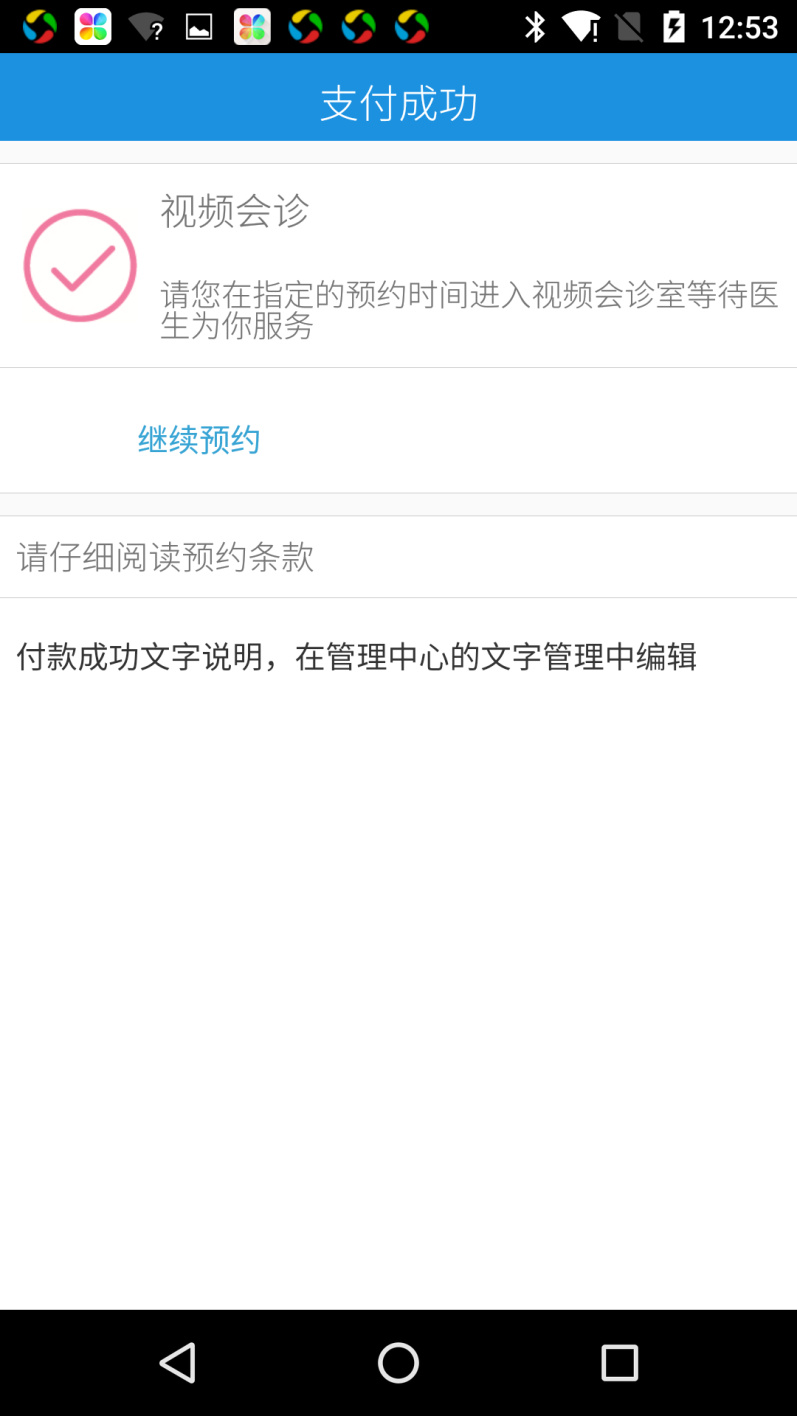 12:53
支付成功
视频会诊
请您在指定的预约时间进入视频会诊室等待医
生为你服务
继续预约
请仔细阅读预约条款
付款成功文字说明，在管理中心的文字管理中编辑